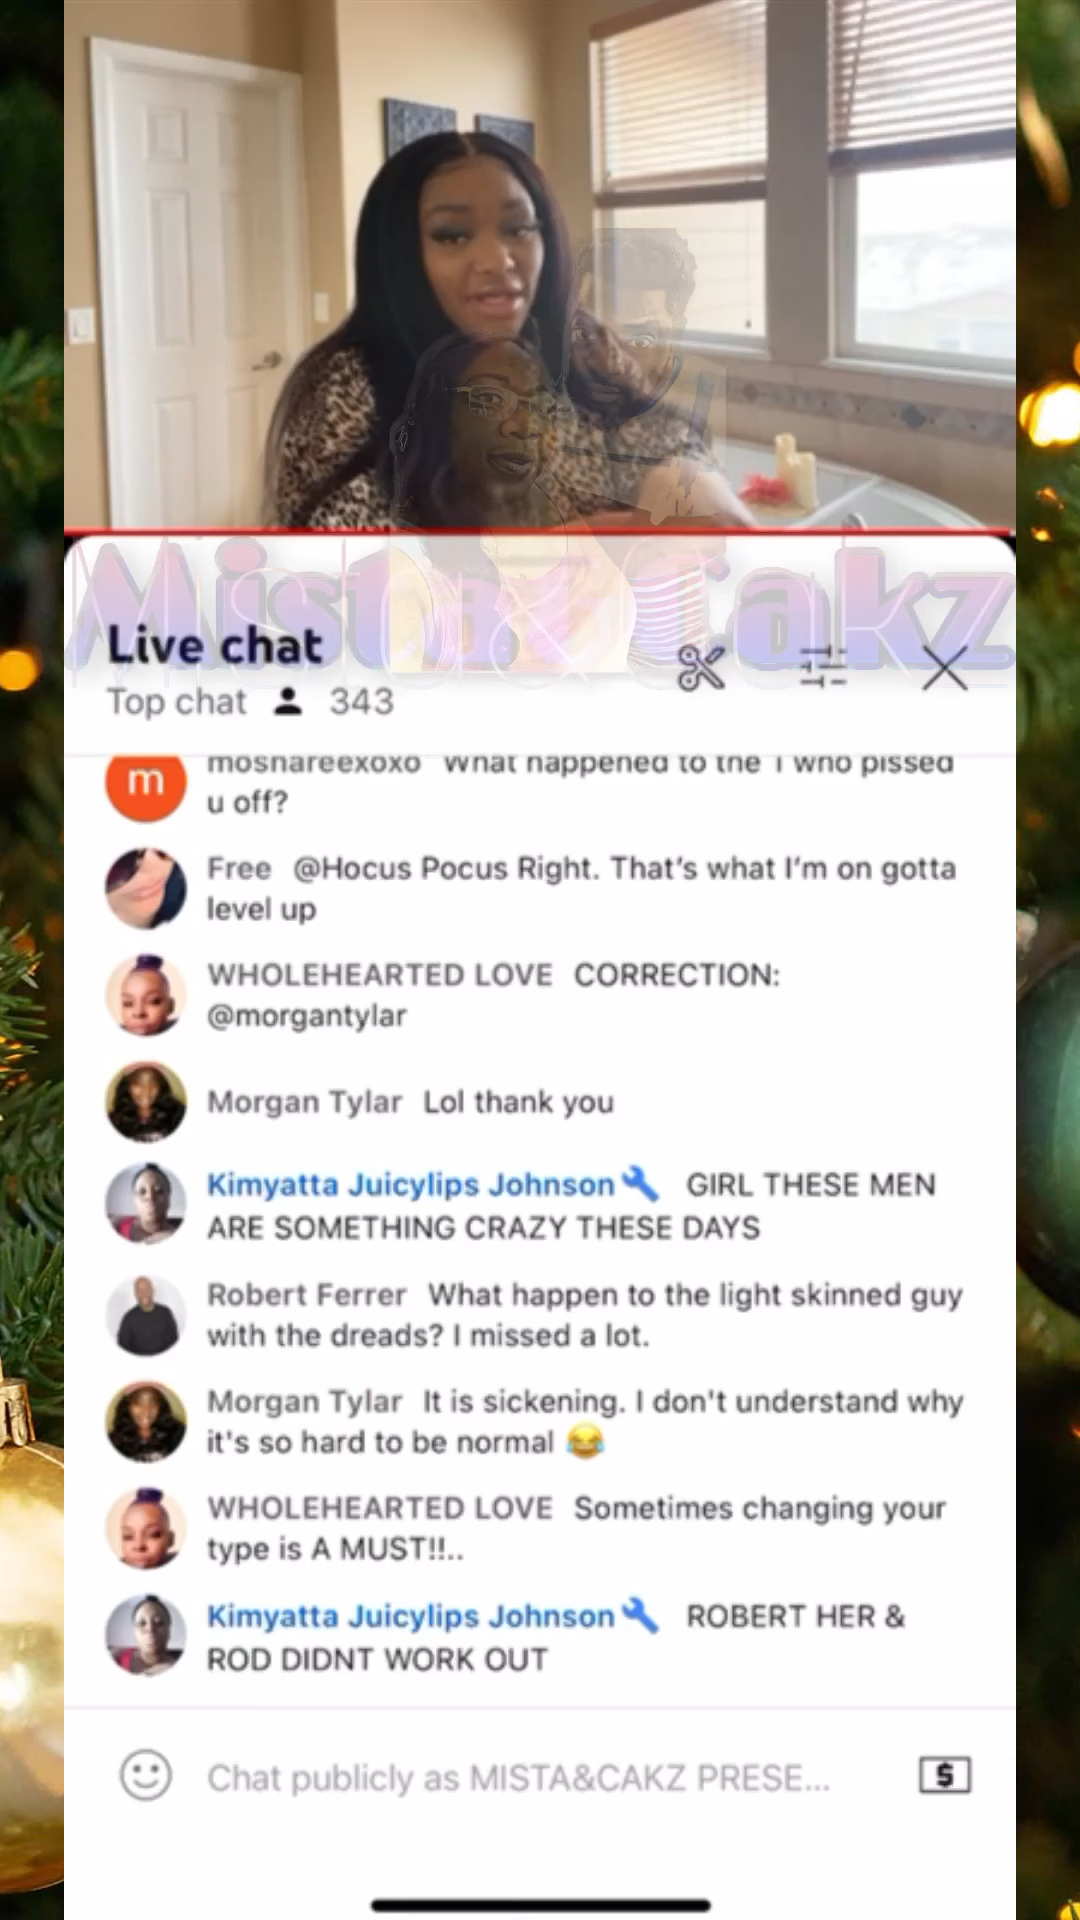 Mista & Cakz
Live chat
Top chat 343
moshareexoxo What happened to the 1 who pissed
u off?
Free @Hocus Pocus Right. That's what I'm on gotta
level up
WHOLEHEARTED LOVE CORRECTION:
@morgantylar
Morgan Tylar Lol thank you
Kimyatta Juicylips Johnson🔧 GIRL THESE MEN
ARE SOMETHING CRAZY THESE DAYS
Robert Ferrer What happen to the light skinned guy
with the dreads? I missed a lot.
Morgan Tylar It is sickening. I don't understand why
it's so hard to be normal 😂
WHOLEHEARTED LOVE Sometimes changing your
type is A MUST!!..
Kimyatta Juicylips Johnson🔧 ROBERT HER &
ROD DIDNT WORK OUT
Chat publicly as MISTA&CAKZ PRESE...
$
m